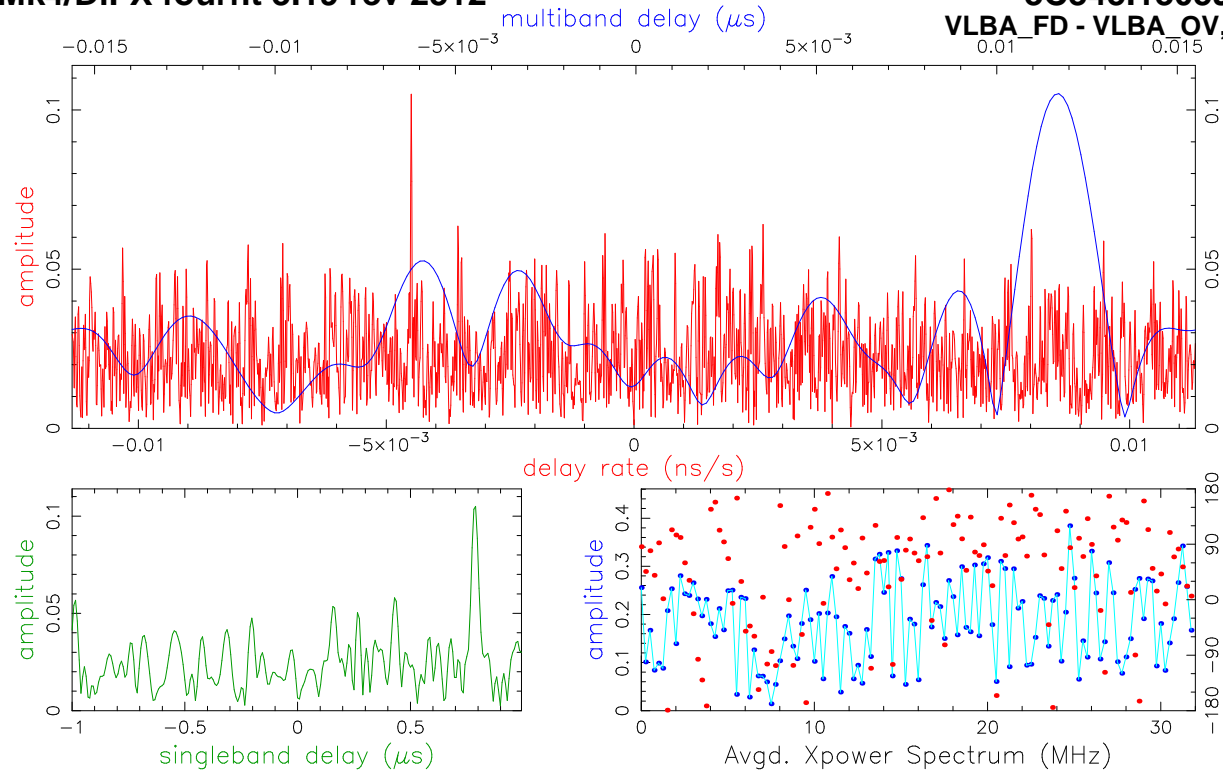 multiband delay (μs)
VLBA_FD - VLBA_OV,
−0.015 −0.01 −5×10⁻³ 0 5×10⁻³ 0.01 0.015
amplitude
0 0.05 0.1
0 0.05 0.1
−0.01 −5×10⁻³ 0 5×10⁻³ 0.01
delay rate (ns/s)
amplitude
0 0.05 0.1
−1 −0.5 0 0.5
singleband delay (μs)
amplitude
0 0.1 0.2 0.3 0.4
−180 −90 0 90 180
0 10 20 30
Avgd. Xpower Spectrum (MHz)